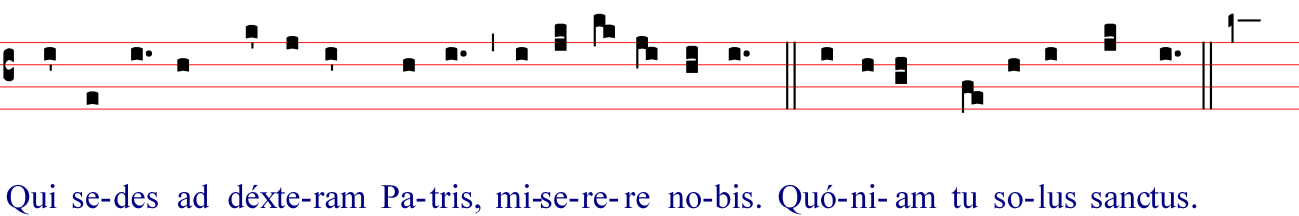 Qui se-des ad déxte-ram Pa-tris, mi-se-re-re no-bis. Quó-ni-am tu so-lus sanctus.